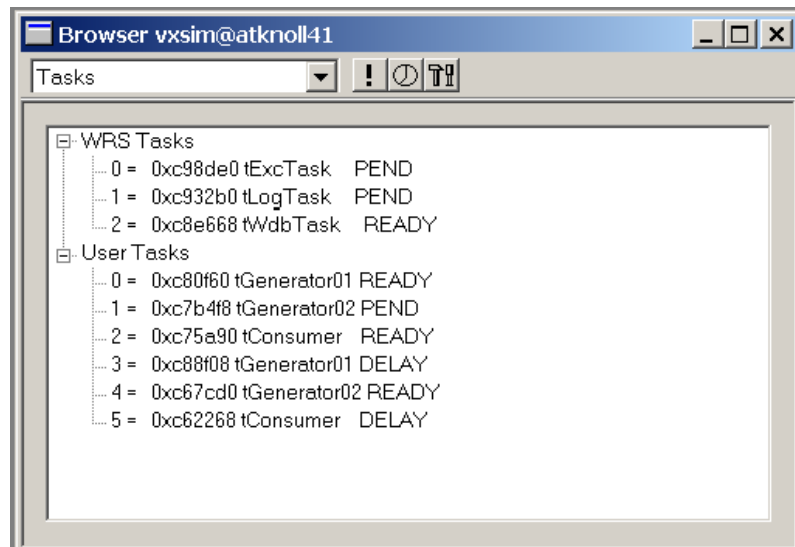 Browser vxsim@atknoll41
Tasks
WRS Tasks
0 = 0xc98de0 tExcTask PEND
1 = 0xc932b0 tLogTask PEND
2 = 0xc8e668 tWdbTask READY
User Tasks
0 = 0xc80f60 tGenerator01 READY
1 = 0xc7b4f8 tGenerator02 PEND
2 = 0xc75a90 tConsumer READY
3 = 0xc88f08 tGenerator01 DELAY
4 = 0xc67cd0 tGenerator02 READY
5 = 0xc62268 tConsumer DELAY